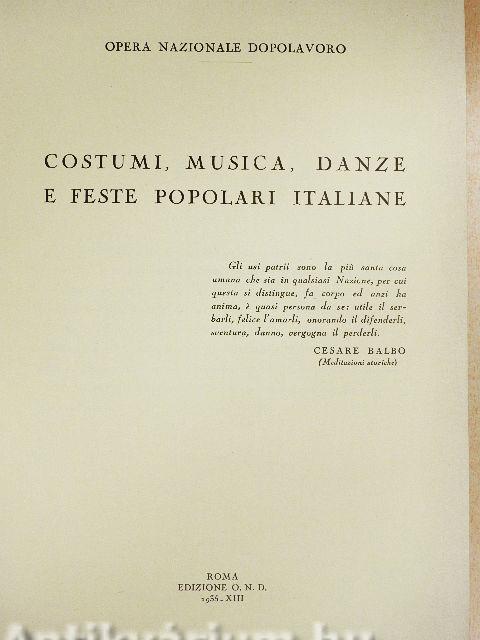 OPERA NAZIONALE DOPOLAVORO
COSTUMI, MUSICA, DANZE
E FESTE POPOLARI ITALIANE
Gli usi patrii sono la più santa cosa
umana che sia in qualsiasi Nazione, per cui
questa si distingue, fa corpo ed anzi ha
anima, è quasi persona da se: utile il ser-
barli, felice l'amarli, onorando il difenderli,
sventura, danno, vergogna il perderli.
CESARE BALBO
(Meditazioni storiche)
ROMA
EDIZIONE O. N. D.
1935-XIII
Antikvárium.hu